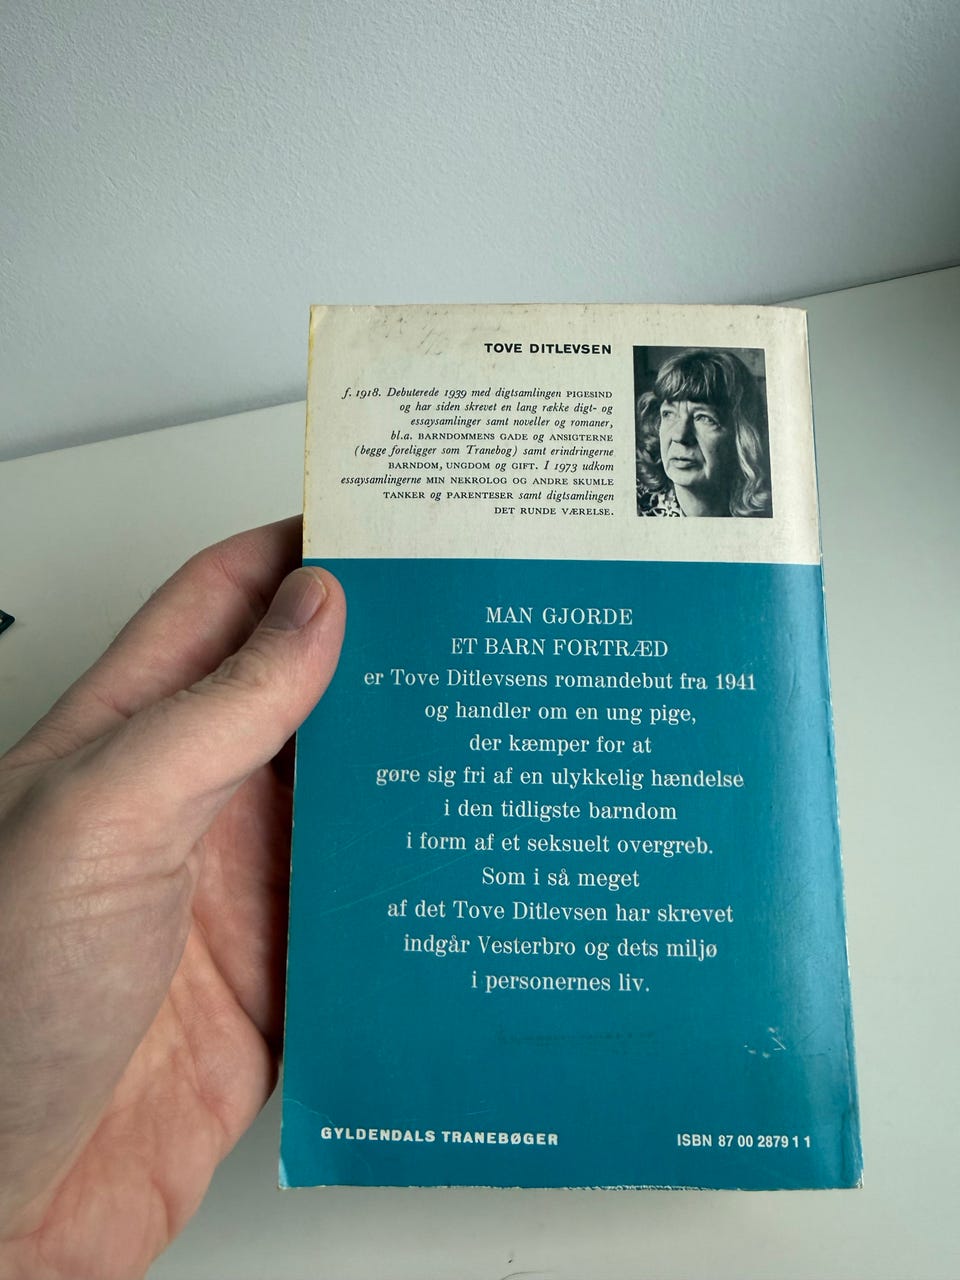 TOVE DITLEVSEN
f. 1918. Debuterede 1939 med digtsamlingen PIGESIND
og har siden skrevet en lang række digt- og
essaysamlinger samt noveller og romaner,
bl.a. BARNDOMMENS GADE og ANSIGTERNE
(begge foreligger som Tranebog) samt erindringerne
BARNDOM, UNGDOM og GIFT. I 1973 udkom
essaysamlingerne MIN NEKROLOG OG ANDRE SKUMLE
TANKER og PARENTESER samt digtsamlingen
DET RUNDE VÆRELSE.
MAN GJORDE
ET BARN FORTRÆD
er Tove Ditlevsens romandebut fra 1941
og handler om en ung pige,
der kæmper for at
gøre sig fri af en ulykkelig hændelse
i den tidligste barndom
i form af et seksuelt overgreb.
Som i så meget
af det Tove Ditlevsen har skrevet
indgår Vesterbro og dets miljø
i personernes liv.
GYLDENDALS TRANEBØGER
ISBN 87 00 2879 1 1